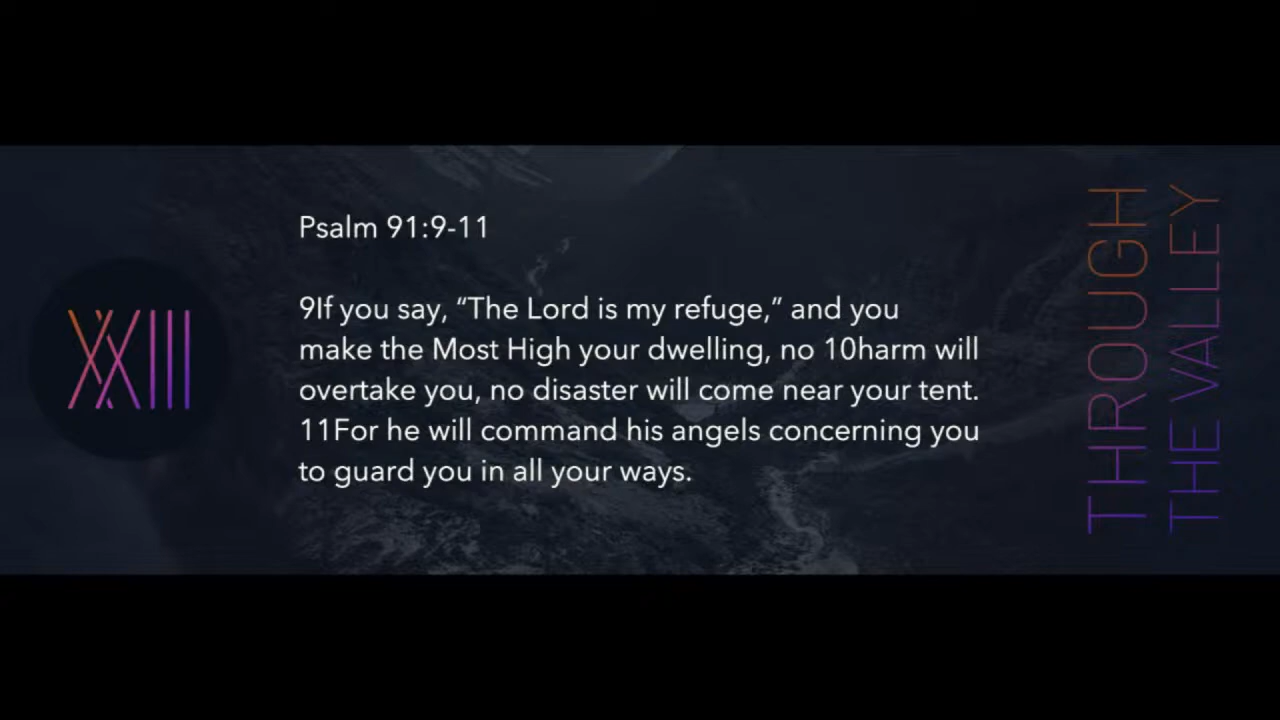 Psalm 91:9-11
9If you say, “The Lord is my refuge,” and you
make the Most High your dwelling, no 10harm will
overtake you, no disaster will come near your tent.
11For he will command his angels concerning you
to guard you in all your ways.
XXIII
THROUGH
THE VALLEY